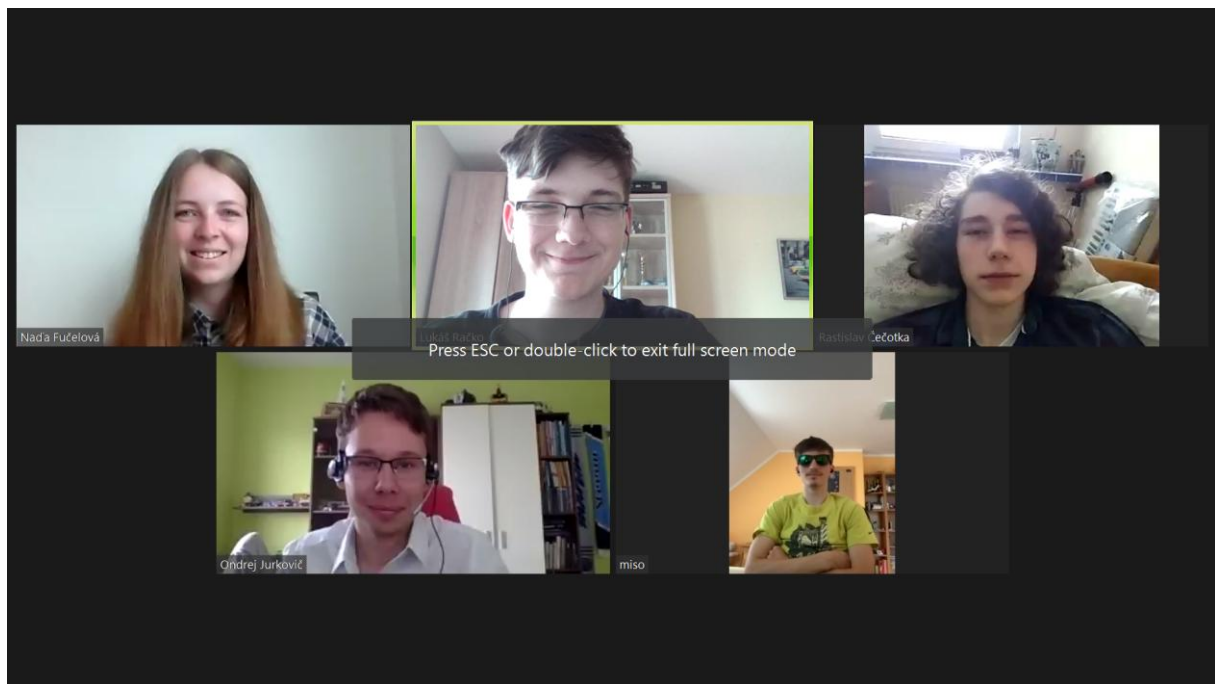 Naďa Fučelová
Lukáš Račko
Rastislav Čečotka
Press ESC or double-click to exit full screen mode
Ondrej Jurkovič
miso